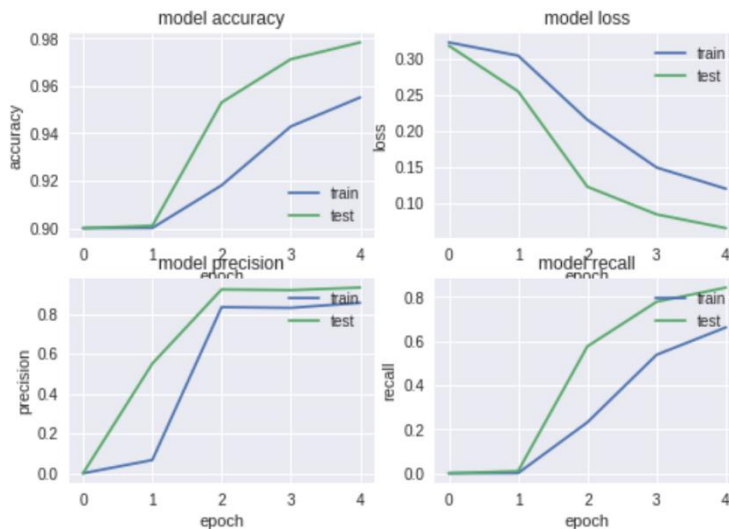 model accuracy
0.98
0.96
0.94
0.92
0.90
accuracy
train
test
0 1 2 3 4
epoch
model loss
0.30
0.25
0.20
0.15
0.10
loss
train
test
0 1 2 3 4
epoch
model precision
0.8
0.6
0.4
0.2
0.0
precision
train
test
0 1 2 3 4
epoch
model recall
0.8
0.6
0.4
0.2
0.0
recall
train
test
0 1 2 3 4
epoch